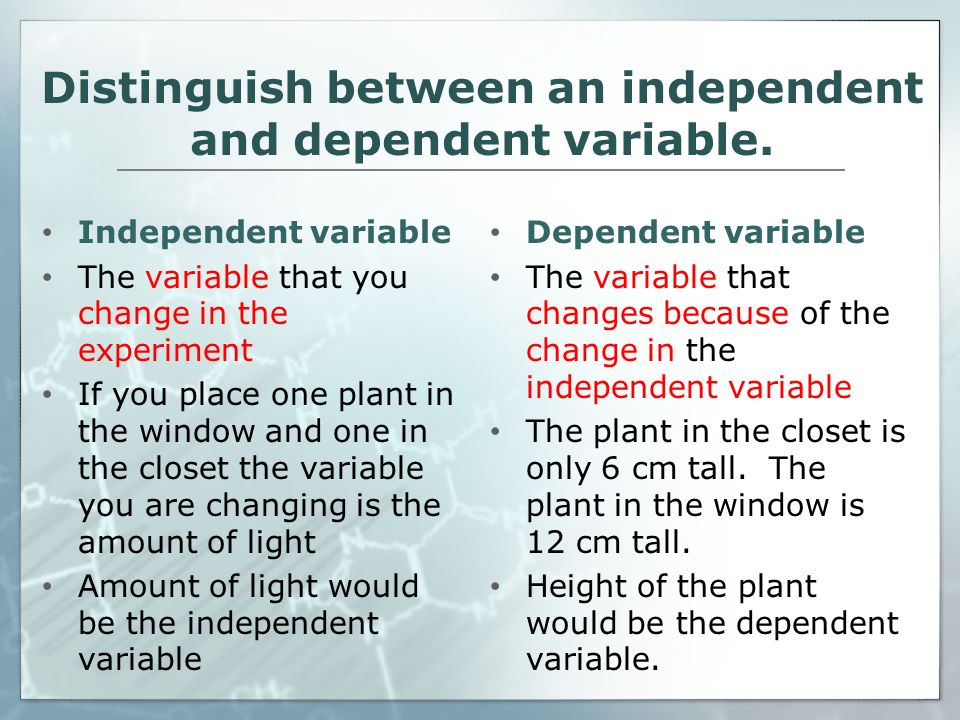 Distinguish between an independent
and dependent variable.
• Independent variable
• The variable that you
change in the
experiment
• If you place one plant in
the window and one in
the closet the variable
you are changing is the
amount of light
• Amount of light would
be the independent
variable
• Dependent variable
• The variable that
changes because of the
change in the
independent variable
• The plant in the closet is
only 6 cm tall.  The
plant in the window is
12 cm tall.
• Height of the plant
would be the dependent
variable.